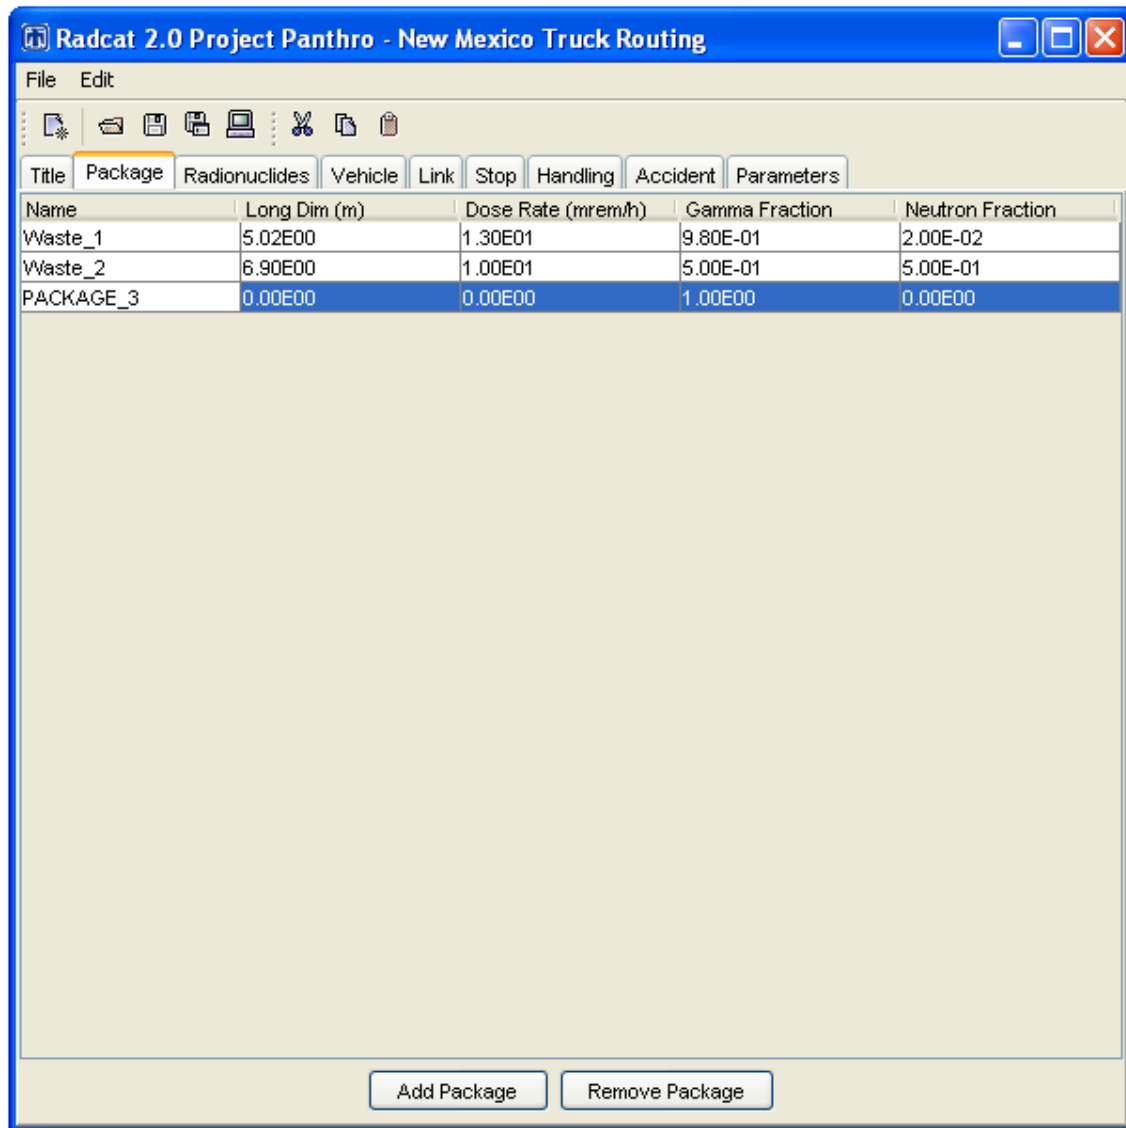 Radcat 2.0 Project Panthro - New Mexico Truck Routing
File Edit
Title Package Radionuclides Vehicle Link Stop Handling Accident Parameters
Name Long Dim (m) Dose Rate (mrem/h) Gamma Fraction Neutron Fraction
Waste_1 5.02E00 1.30E01 9.80E-01 2.00E-02
Waste_2 6.90E00 1.00E01 5.00E-01 5.00E-01
PACKAGE_3 0.00E00 0.00E00 1.00E00 0.00E00
Add Package Remove Package